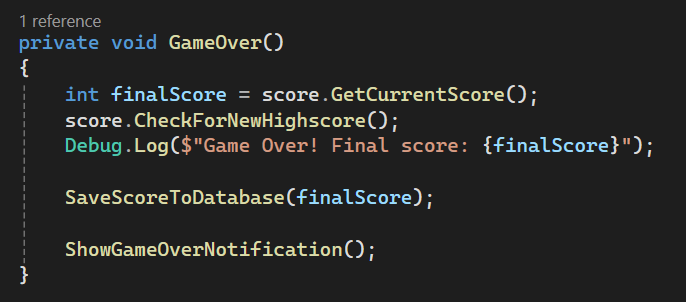 1 reference
private void GameOver()
{
int finalScore = score.GetCurrentScore();
score.CheckForNewHighscore();
Debug.Log($"Game Over! Final score: {finalScore}");
SaveScoreToDatabase(finalScore);
ShowGameOverNotification();
}